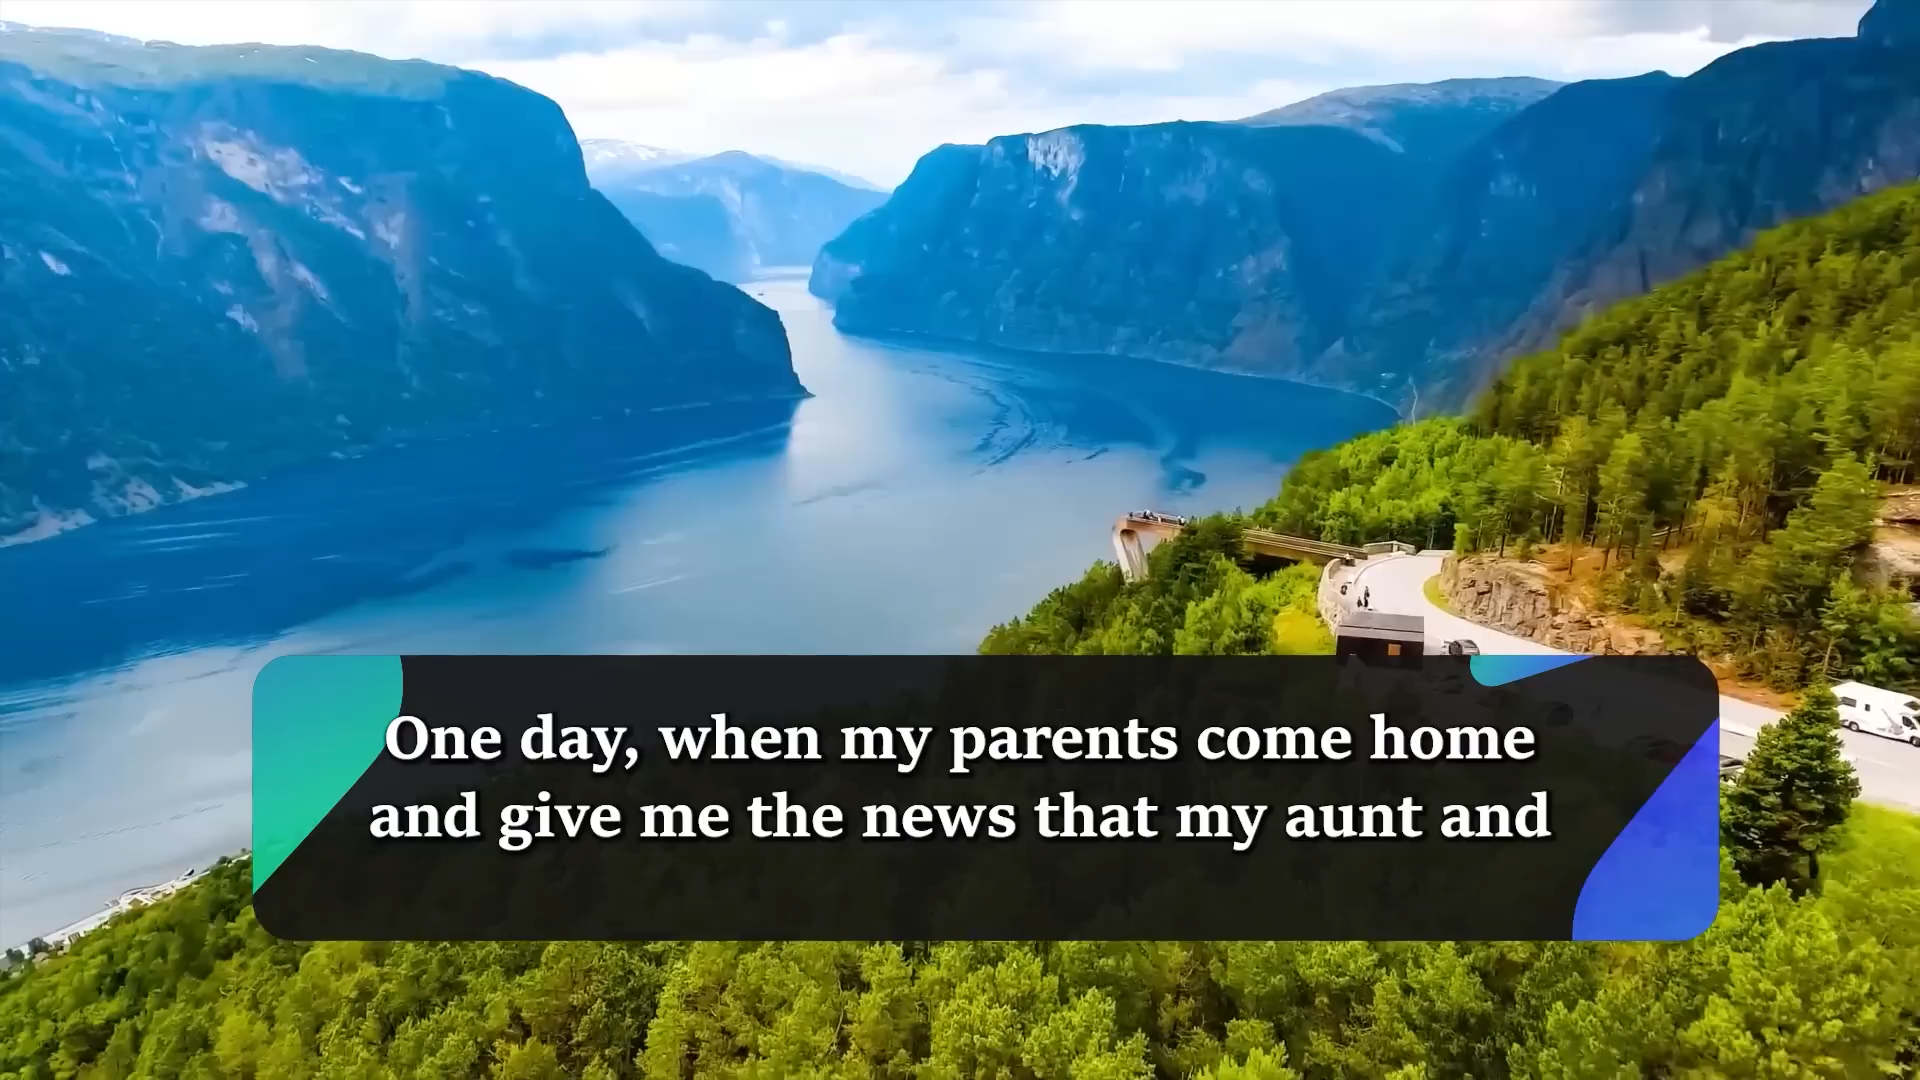 One day, when my parents come home
and give me the news that my aunt and